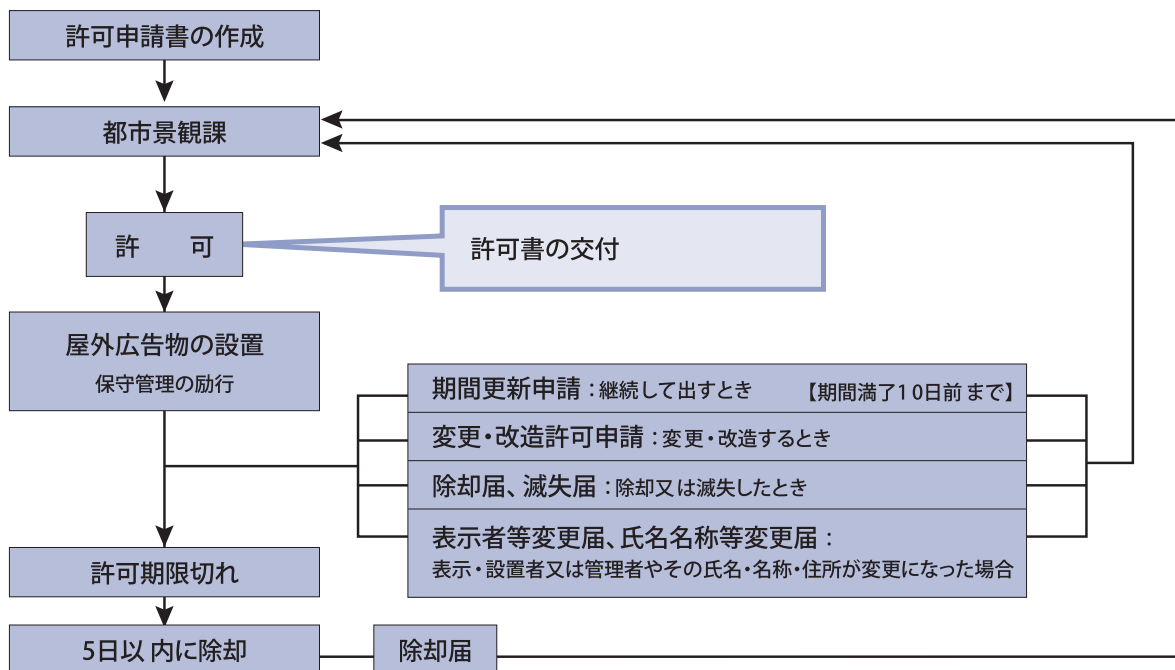 許可申請書の作成
都市景観課
許　可
許可書の交付
屋外広告物の設置
保守管理の励行
期間更新申請：継続して出すとき　【期間満了10日前まで】
変更・改造許可申請：変更・改造するとき
除却届、滅失届：除却又は滅失したとき
表示者等変更届、氏名名称等変更届：
表示・設置者又は管理者やその氏名・名称・住所が変更になった場合
許可期限切れ
5日以内に除却
除却届